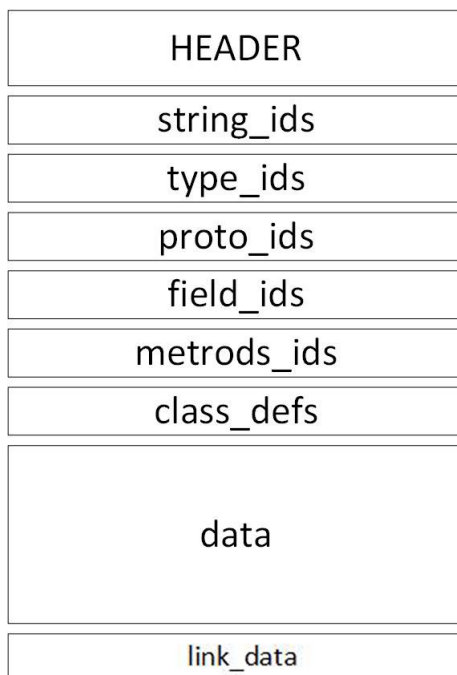 HEADER
string_ids
type_ids
proto_ids
field_ids
metrods_ids
class_defs
data
link_data